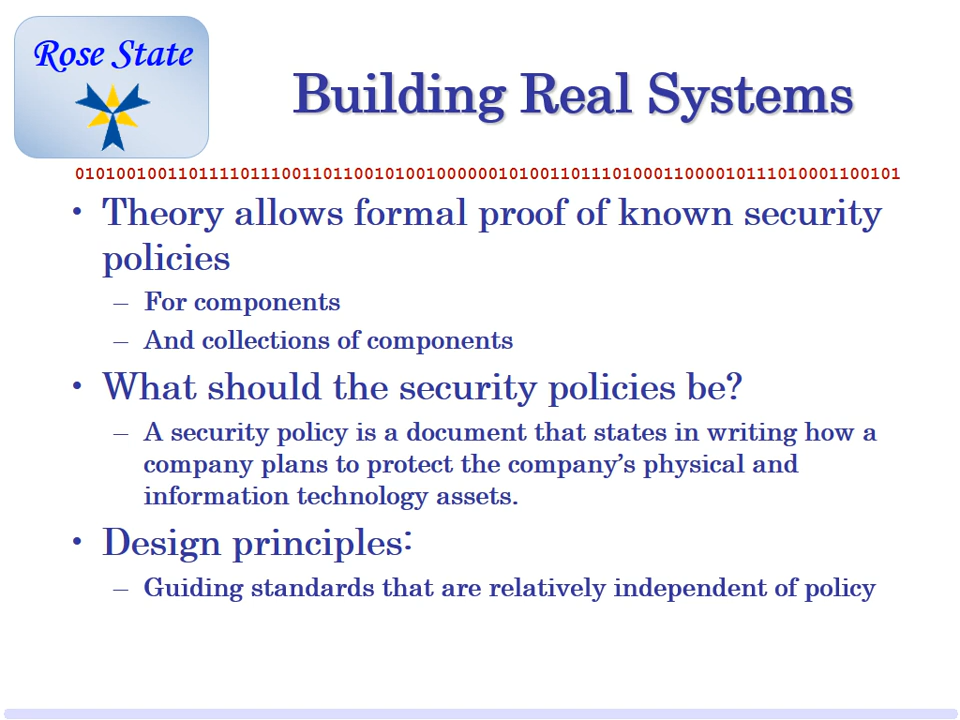 Rose State
Building Real Systems
0101001001101111011100110110010100100000010100110111010001100001011101000110​0101
• Theory allows formal proof of known security
policies
– For components
– And collections of components
• What should the security policies be?
– A security policy is a document that states in writing how a
company plans to protect the company’s physical and
information technology assets.
• Design principles:
– Guiding standards that are relatively independent of policy